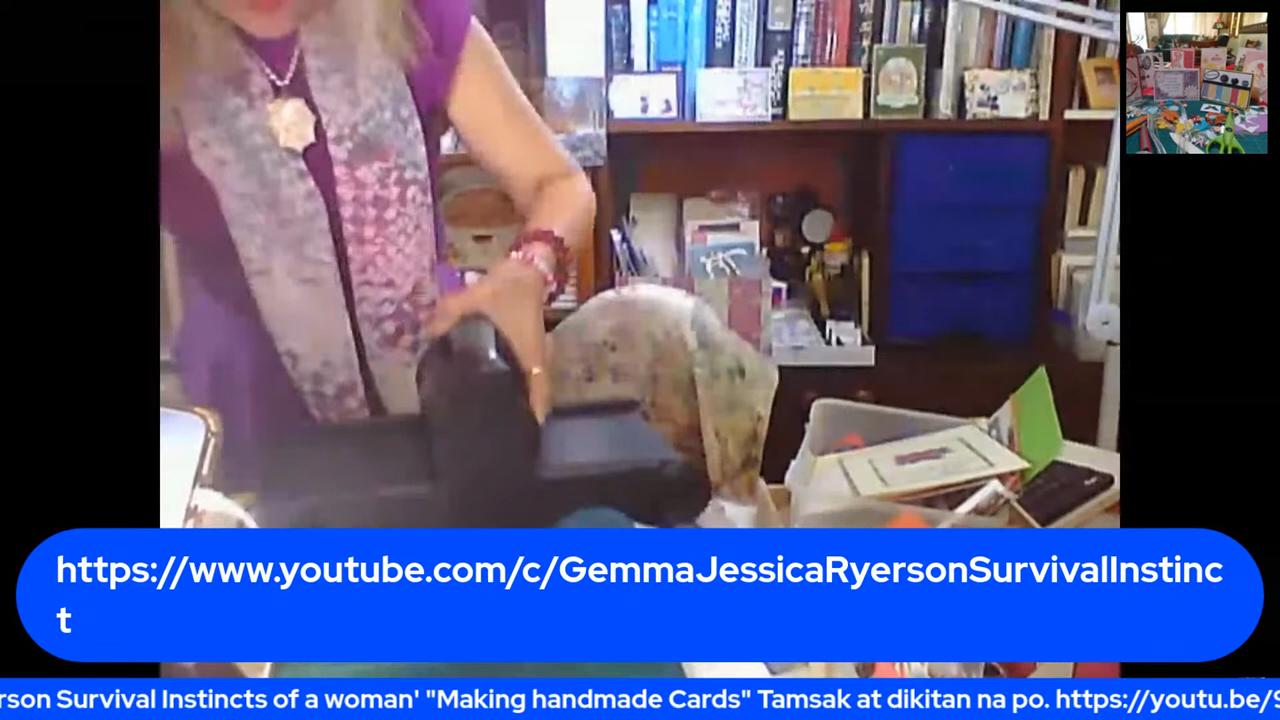 https://www.youtube.com/c/GemmaJessicaRyersonSurvivalInstinc
t
rson Survival Instincts of a woman' "Making handmade Cards" Tamsak at dikitan na po. https://youtu.be/S